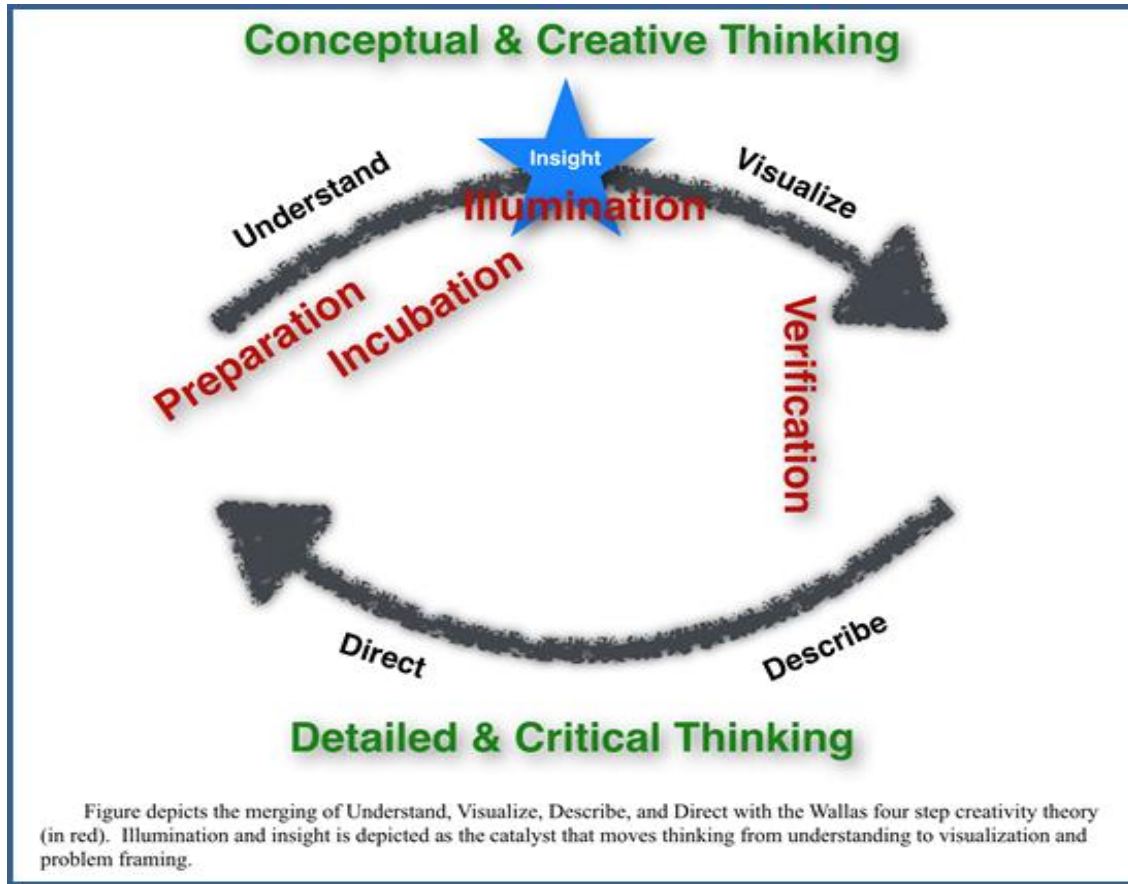 Conceptual & Creative Thinking
Insight
Understand
Visualize
Illumination
Preparation
Incubation
Verification
Direct
Describe
Detailed & Critical Thinking
Figure depicts the merging of Understand, Visualize, Describe, and Direct with the Wallas four step creativity theory
(in red). Illumination and insight is depicted as the catalyst that moves thinking from understanding to visualization and
problem framing.